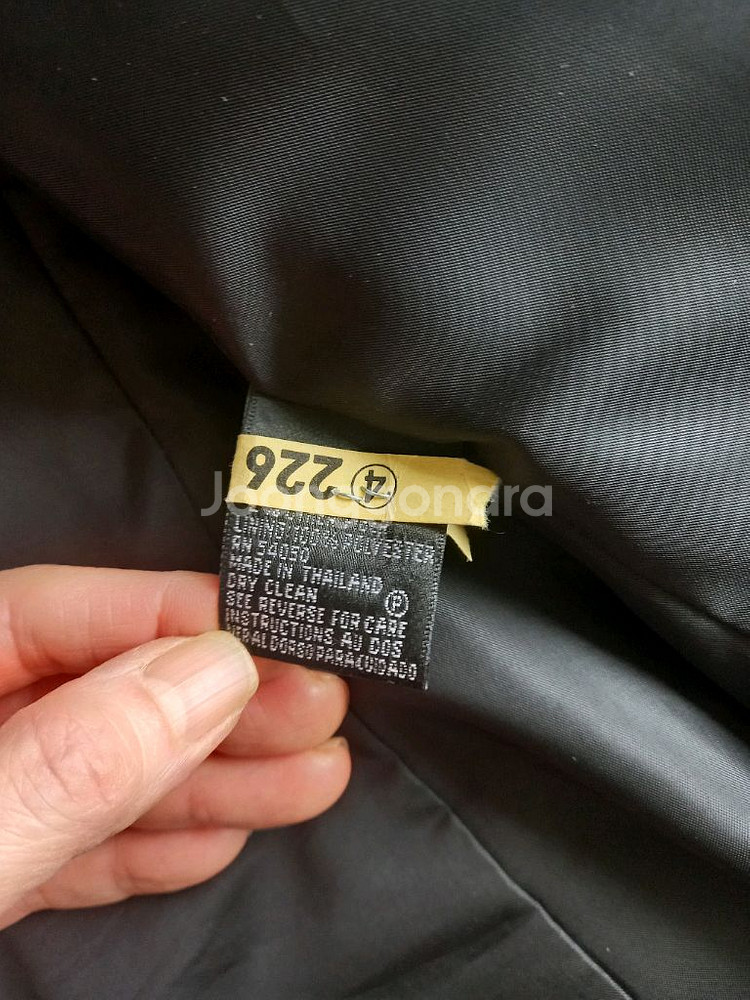 ④ 226
LINING 100% POLYESTER
RN 54050
MADE IN THAILAND
DRY CLEAN Ⓟ
SEE REVERSE FOR CARE
INSTRUCTIONS AU DOS
AL DORSO PARA CUIDADO